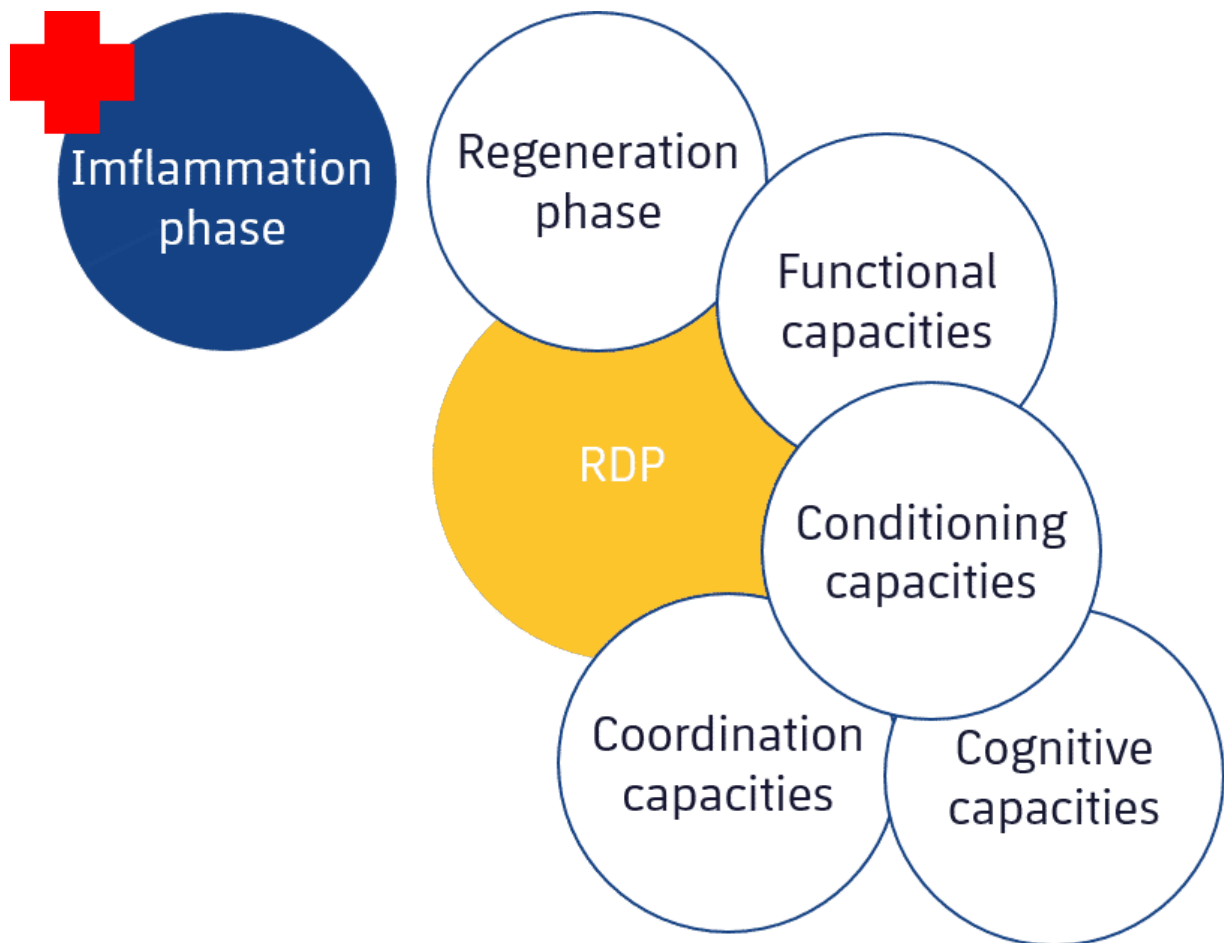 Imflammation
phase
Regeneration
phase
Functional
capacities
RDP
Conditioning
capacities
Coordination
capacities
Cognitive
capacities